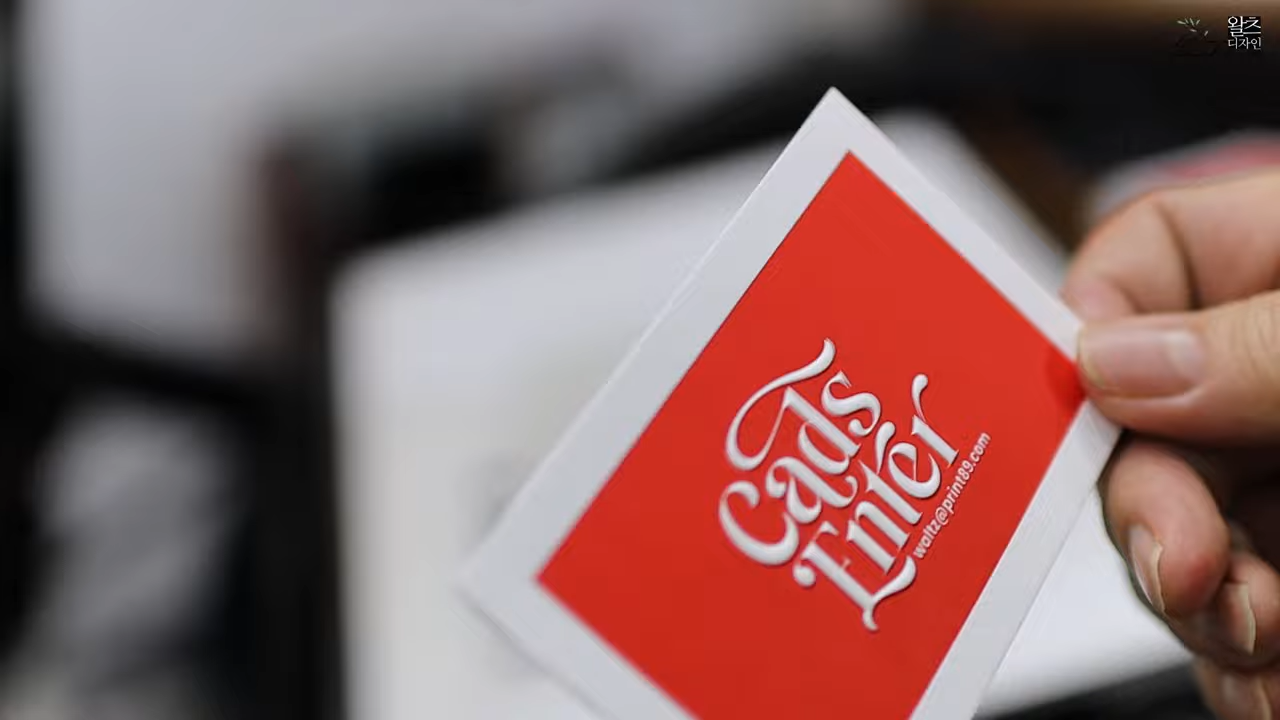 왈츠
디자인
Cads
Enter
waltz@print89.com